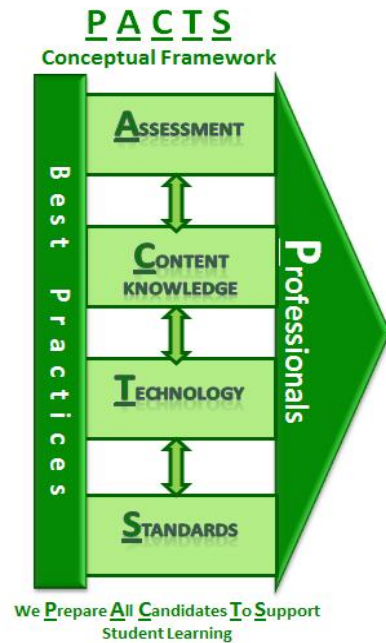 P A C T S
Conceptual Framework
Best Practices
ASSESSMENT
CONTENT
KNOWLEDGE
TECHNOLOGY
STANDARDS
Professionals
We Prepare All Candidates To Support
Student Learning